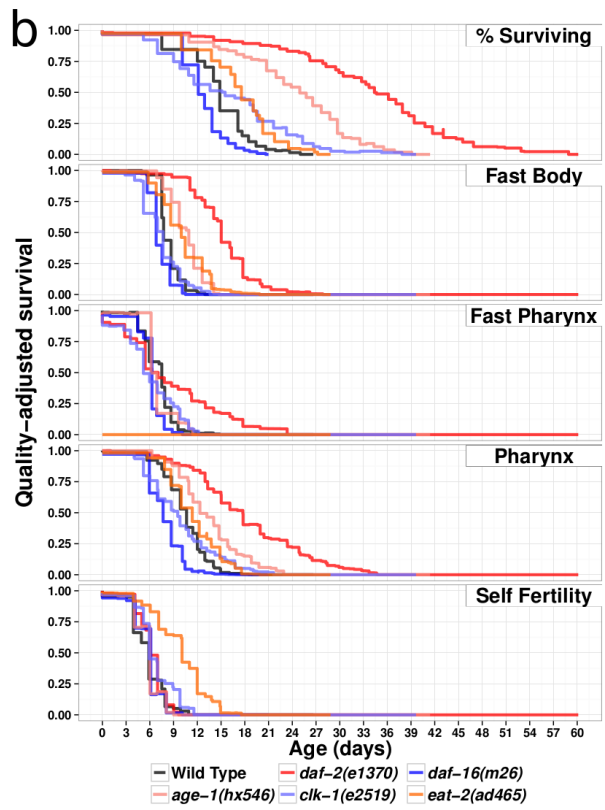 b
% Surviving
1.00
0.75
0.50
0.25
0.00
Fast Body
1.00
0.75
0.50
0.25
0.00
Fast Pharynx
1.00
0.75
0.50
0.25
0.00
Pharynx
1.00
0.75
0.50
0.25
0.00
Self Fertility
1.00
0.75
0.50
0.25
0.00
Quality-adjusted survival
0 3 6 9 12 15 18 21 24 27 30 33 36 39 42 45 48 51 54 57 60
Age (days)
Wild Type daf-2(e1370) daf-16(m26)
age-1(hx546) clk-1(e2519) eat-2(ad465)